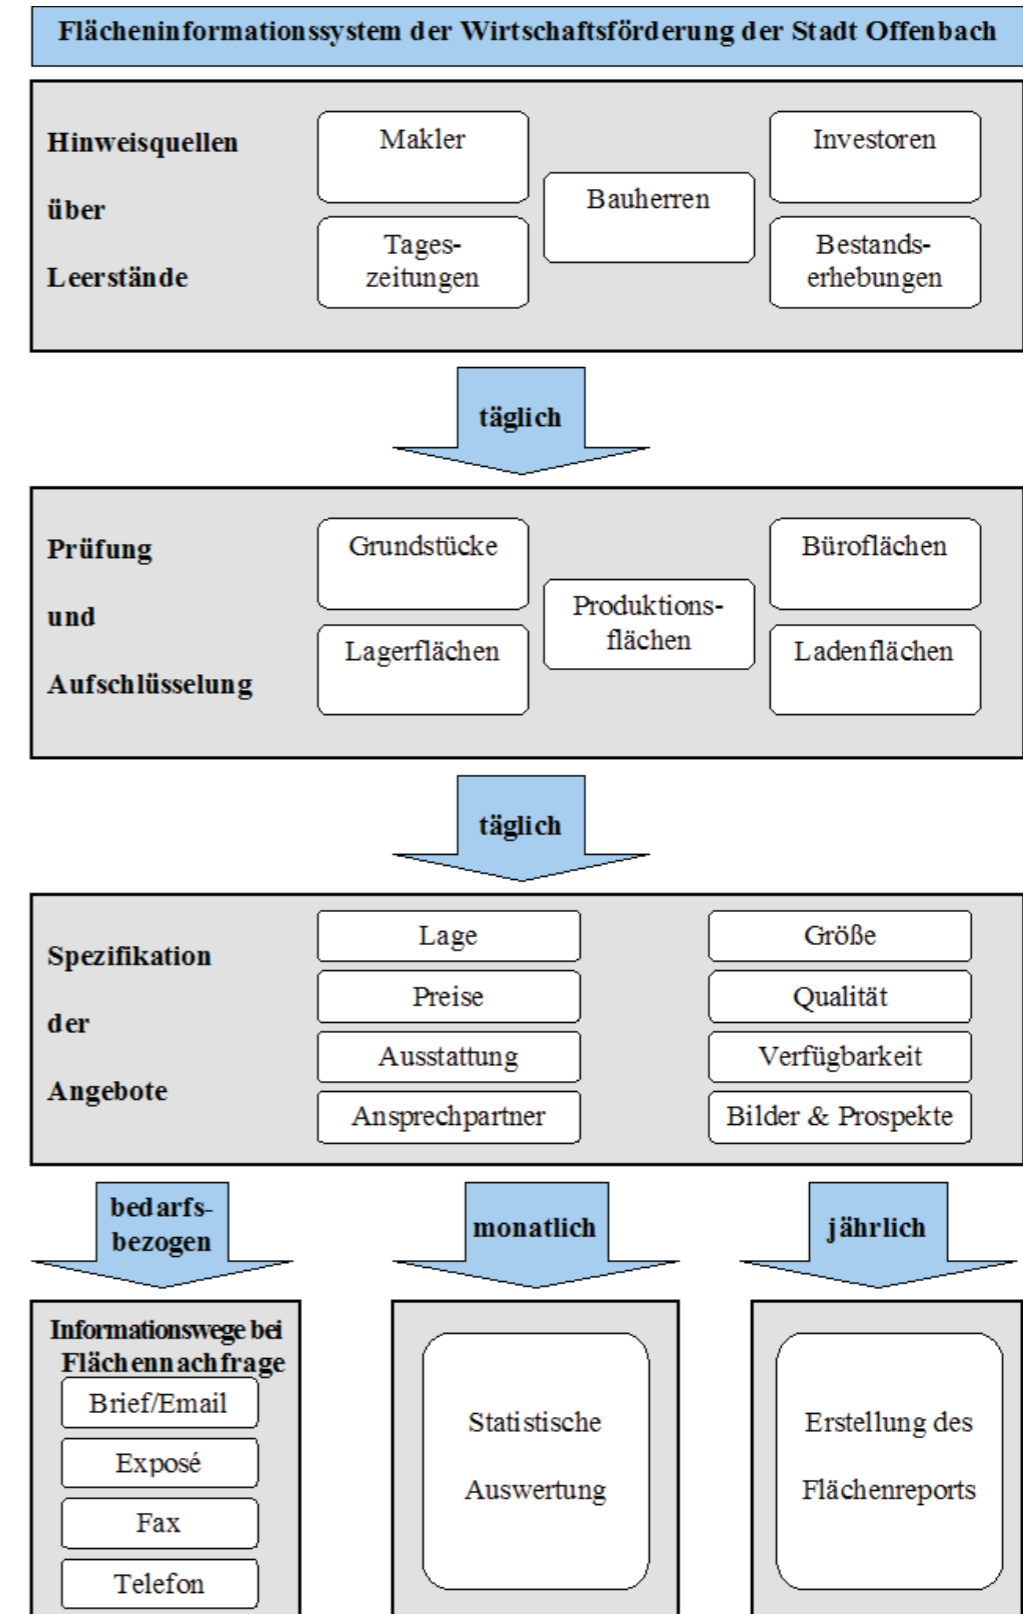 Flächeninformationssystem der Wirtschaftsförderung der Stadt Offenbach
Hinweisquellen
über
Leerstände
Makler
Investoren
Bauherren
Tages-
zeitungen
Bestands-
erhebungen
täglich
Prüfung
und
Aufschlüsselung
Grundstücke
Büroflächen
Produktions-
flächen
Lagerflächen
Ladenflächen
täglich
Spezifikation
der
Angebote
Lage
Größe
Preise
Qualität
Ausstattung
Verfügbarkeit
Ansprechpartner
Bilder & Prospekte
bedarfs-
bezogen
monatlich
jährlich
Informationswege bei
Flächennachfrage
Brief/Email
Exposé
Fax
Telefon
Statistische
Auswertung
Erstellung des
Flächenreports